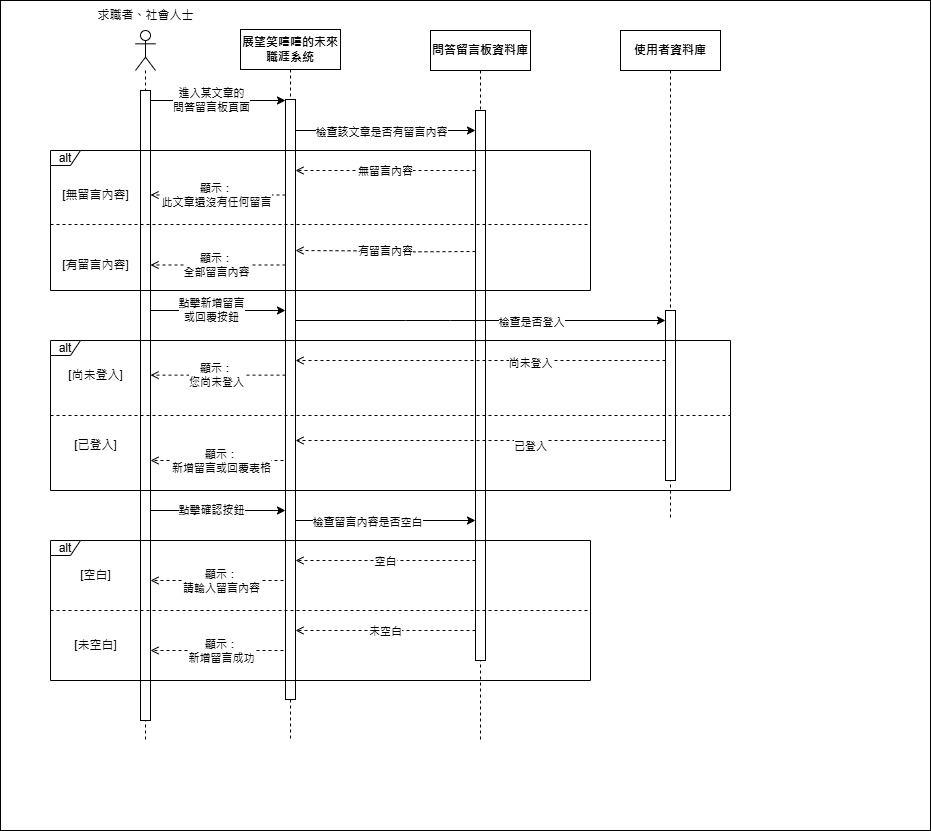 求職者、社會人士
展望笑嘻嘻的未來
職涯系統
問答留言板資料庫
使用者資料庫
進入某文章的
問答留言板頁面
檢查該文章是否有留言內容
alt
無留言內容
[無留言內容]
顯示：
此文章還沒有任何留言
有留言內容
[有留言內容]
顯示：
全部留言內容
點擊新增留言
或回覆按鈕
檢查是否登入
alt
尚未登入
[尚未登入]
顯示：
您尚未登入
已登入
[已登入]
顯示：
新增留言或回覆表格
點擊確認按鈕
檢查留言內容是否空白
alt
空白
[空白]
顯示：
請輸入留言內容
未空白
[未空白]
顯示：
新增留言成功